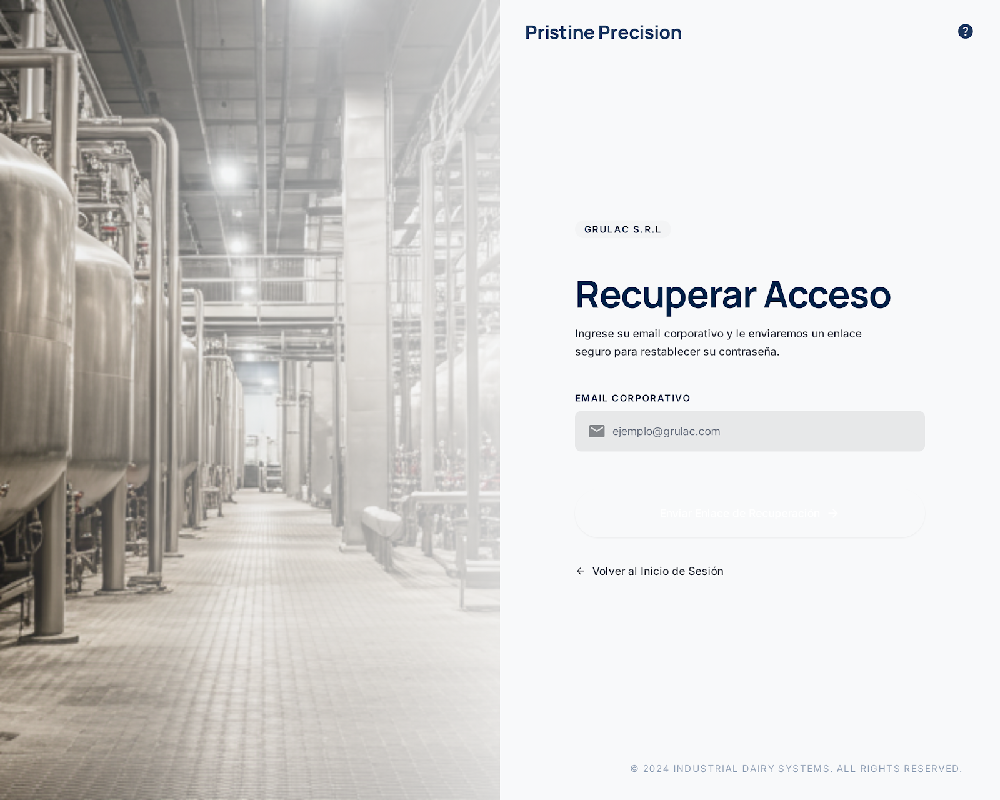 Pristine Precision
GRULAC S.R.L
Recuperar Acceso
Ingrese su email corporativo y le enviaremos un enlace
seguro para restablecer su contraseña.
EMAIL CORPORATIVO
ejemplo@grulac.com
Enviar Enlace de Recuperación →
← Volver al Inicio de Sesión
© 2024 INDUSTRIAL DAIRY SYSTEMS. ALL RIGHTS RESERVED.